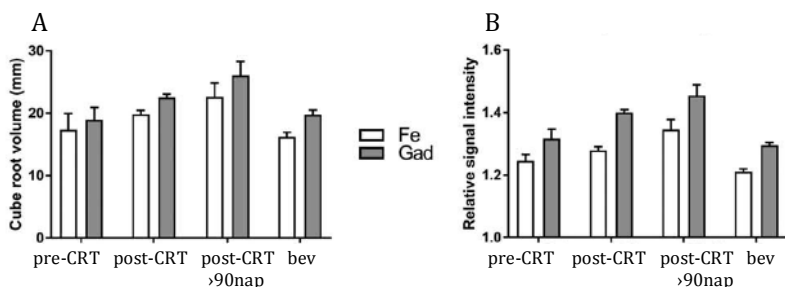 A
Cube root volume (mm)
30
20
10
0
pre-CRT post-CRT post-CRT bev
›90nap
Fe
Gad
B
Relative signal intensity
1.6
1.4
1.2
1.0
pre-CRT post-CRT post-CRT bev
›90nap